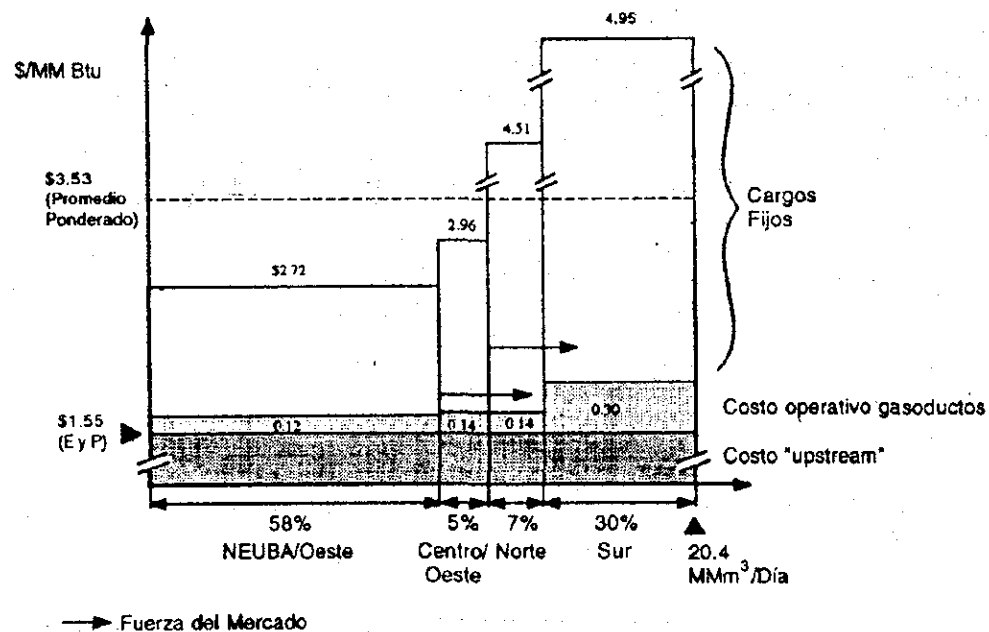 4.95
$/MM Btu
4.51
$3.53
(Promedio
Ponderado)
Cargos
Fijos
2.96
$2.72
$1.55
(E y P)
0.12
0.14
0.14
0.30
Costo operativo gasoductos
Costo "upstream"
58%
5%
7%
30%
NEUBA/Oeste
Centro/
Oeste
Norte
Sur
20.4
MMm³/Día
Fuerza del Mercado